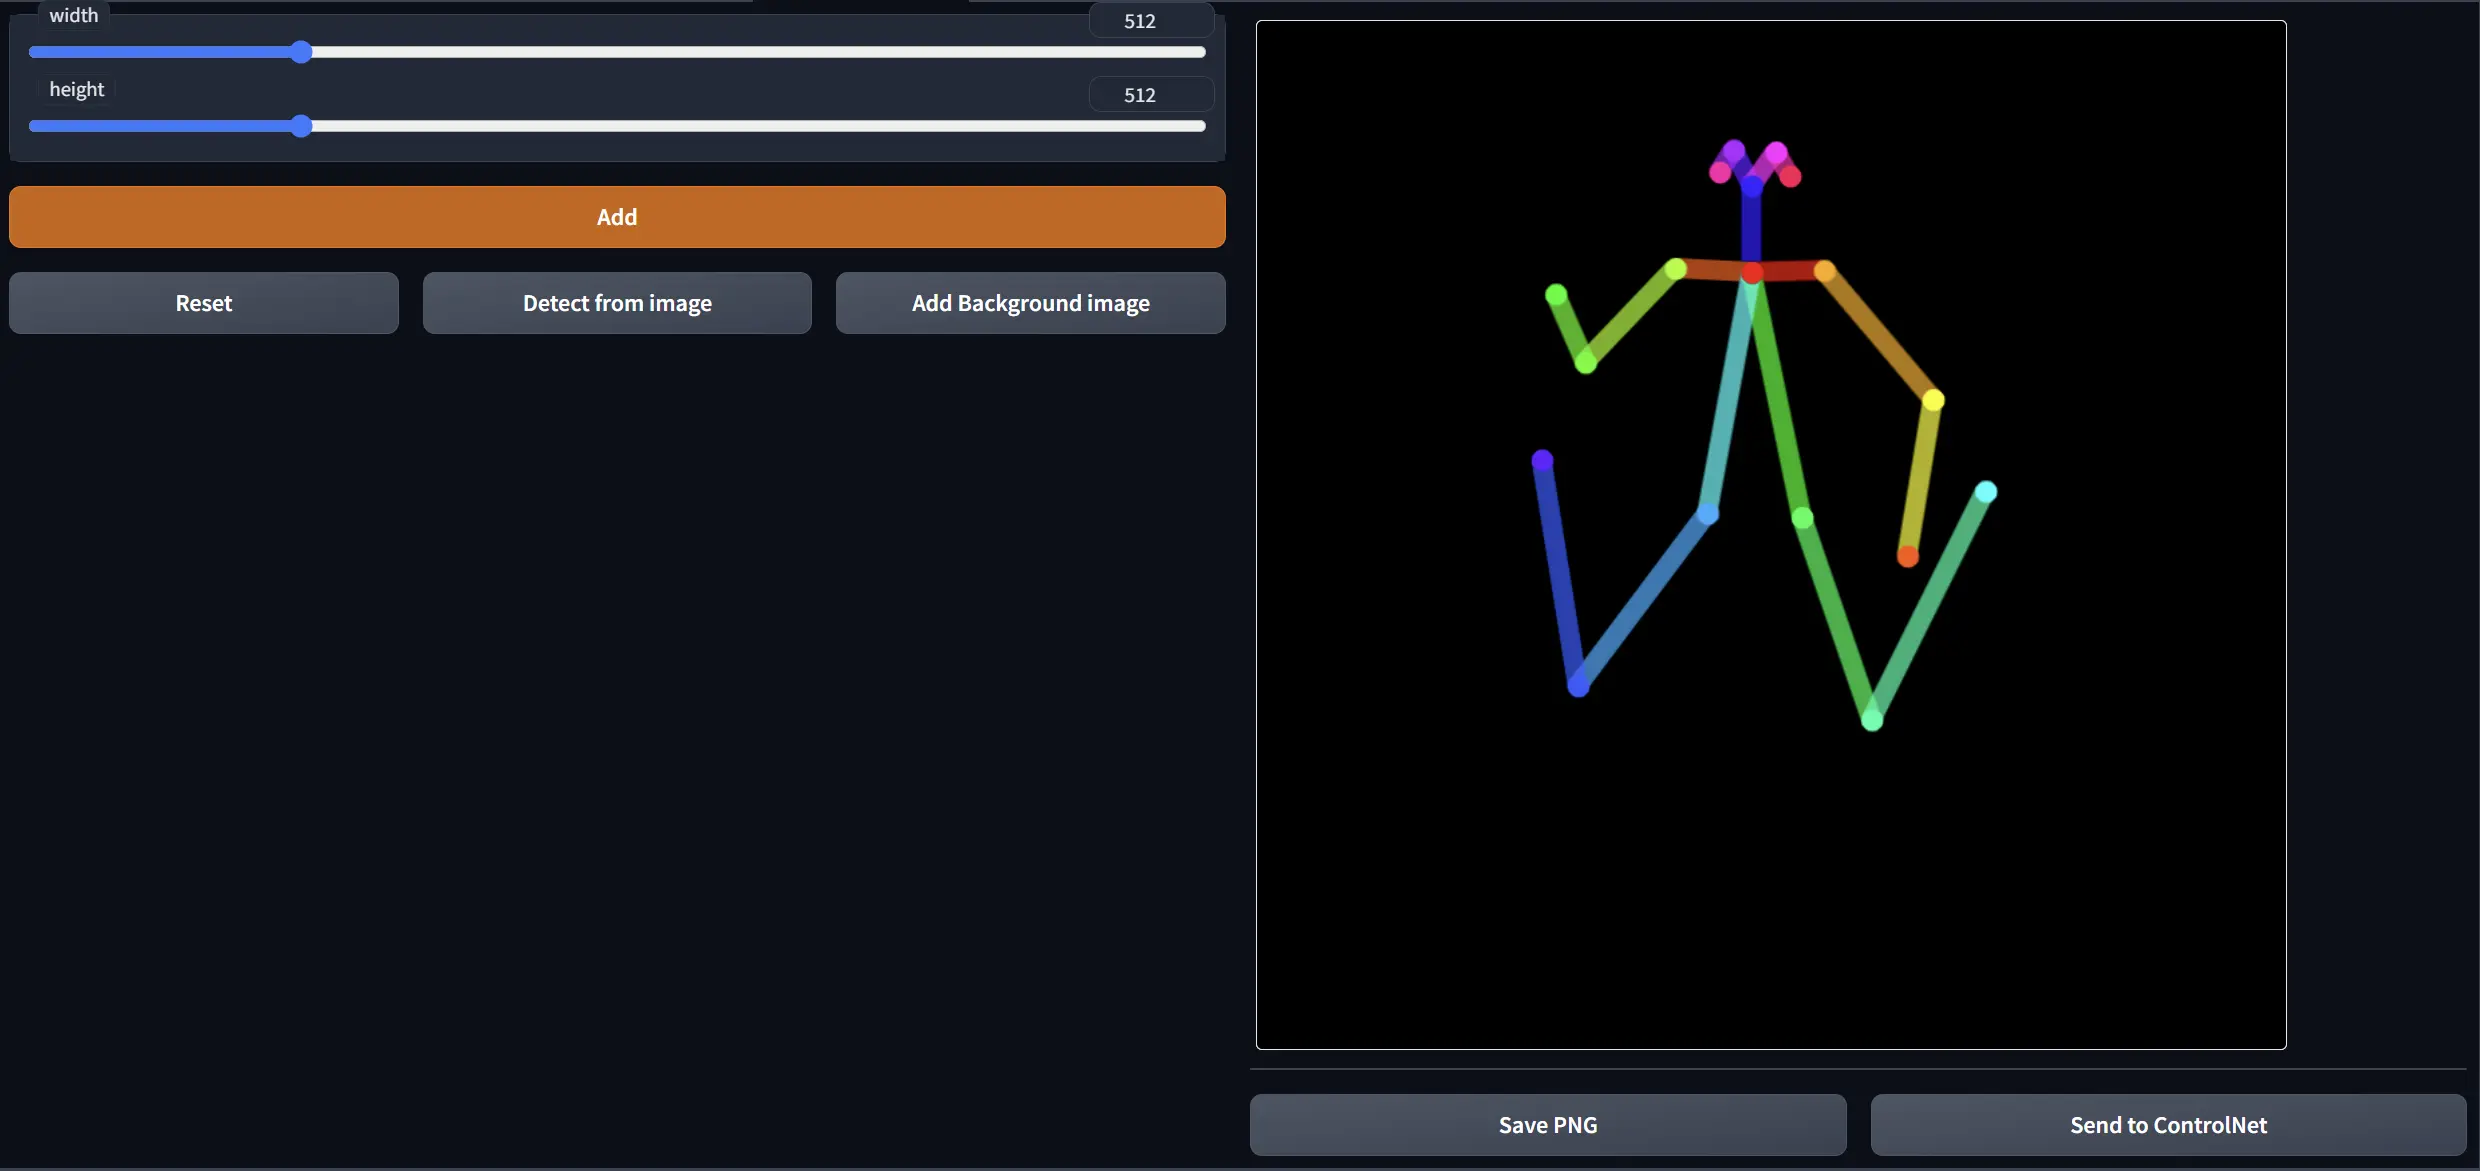 width
512
height
512
Add
Reset
Detect from image
Add Background image
Save PNG
Send to ControlNet